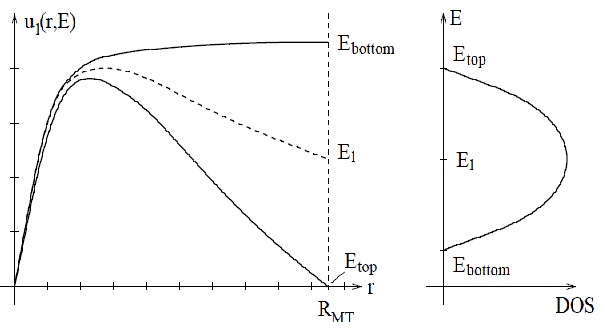 u_l(r,E)
E_bottom
E_1
E_top
r
R_MT
E
E_top
E_1
E_bottom
DOS